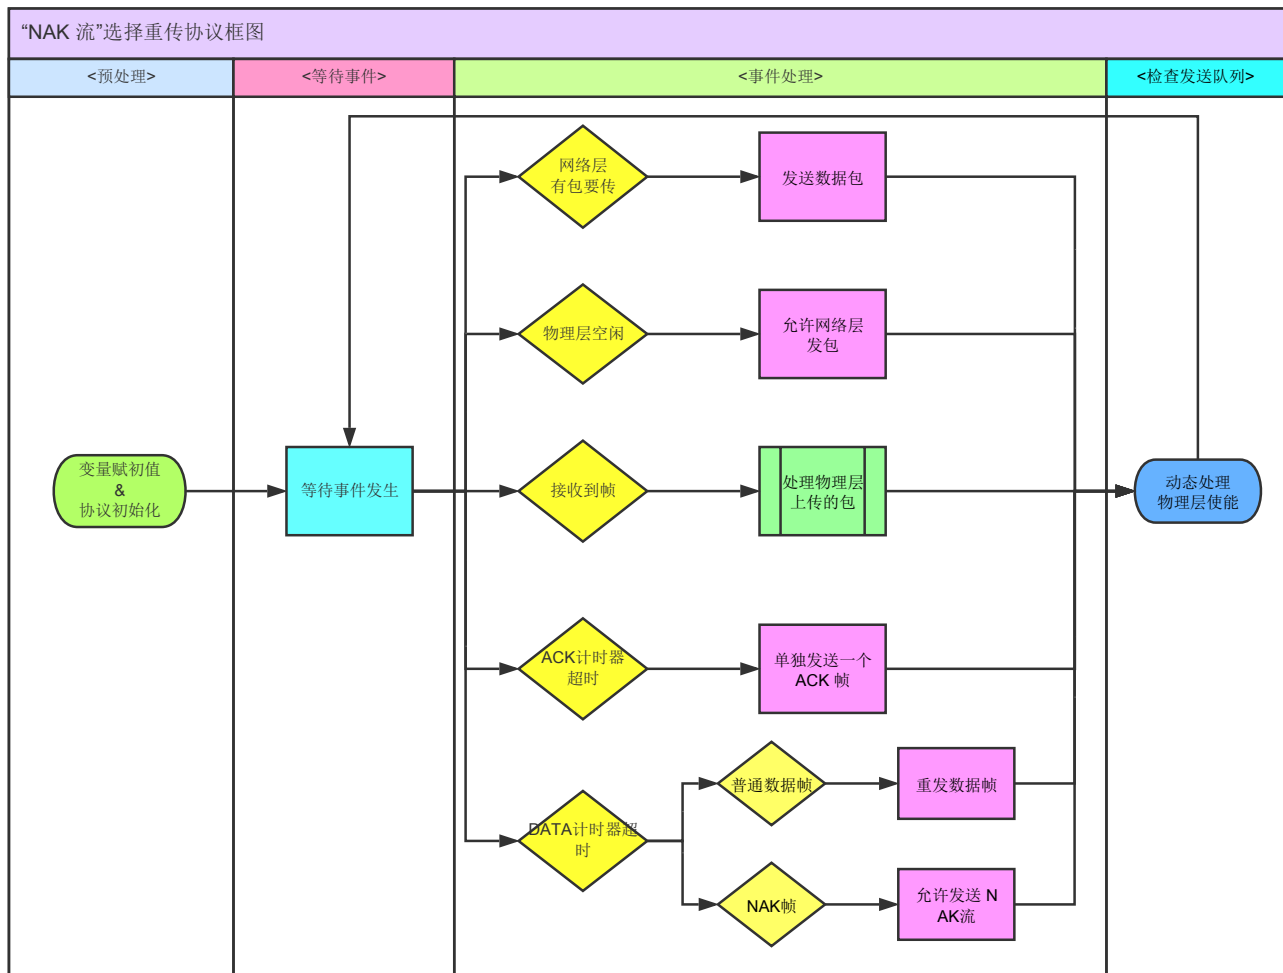 “NAK 流”选择重传协议框图
<预处理>
<等待事件>
<事件处理>
<检查发送队列>
网络层
有包要传
发送数据包
物理层空闲
允许网络层
发包
变量赋初值
&
协议初始化
等待事件发生
接收到帧
处理物理层
上传的包
动态处理
物理层使能
ACK计时器
超时
单独发送一个
ACK 帧
DATA计时器超
时
普通数据帧
重发数据帧
NAK帧
允许发送 N
AK流